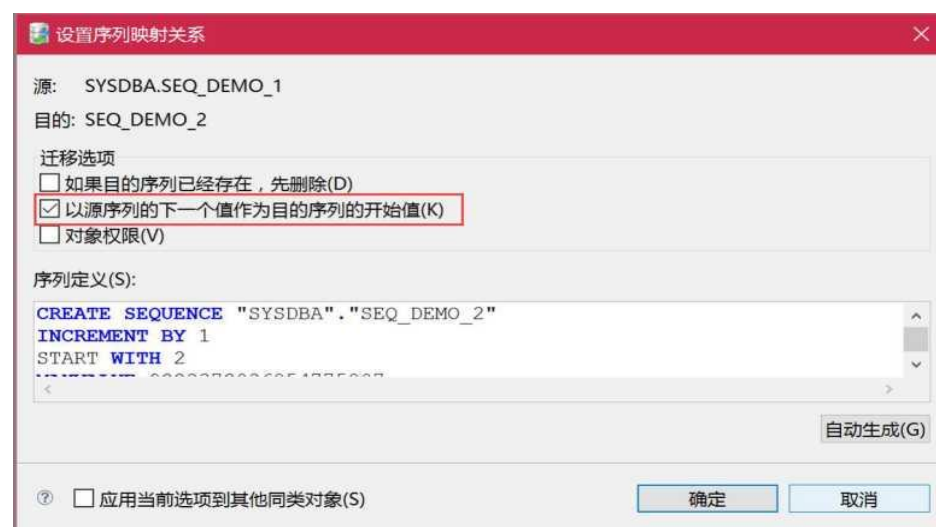 设置序列映射关系
源: SYSDBA.SEQ_DEMO_1
目的: SEQ_DEMO_2
迁移选项
如果目的序列已经存在，先删除(D)
以源序列的下一个值作为目的序列的开始值(K)
对象权限(V)
序列定义(S):
CREATE SEQUENCE "SYSDBA"."SEQ_DEMO_2"
INCREMENT BY 1
START WITH 2
自动生成(G)
应用当前选项到其他同类对象(S)
确定 取消